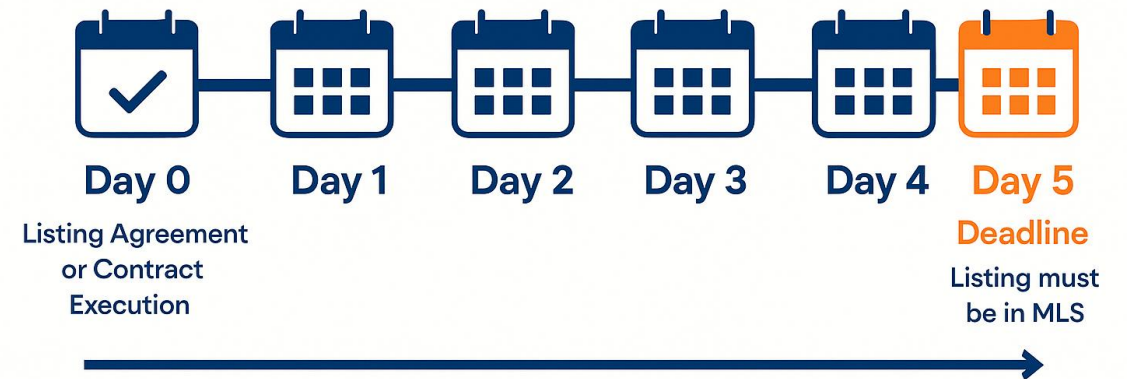 Day 0
Day 1
Day 2
Day 3
Day 4
Day 5
Listing Agreement
or Contract
Execution
Deadline
Listing must
be in MLS